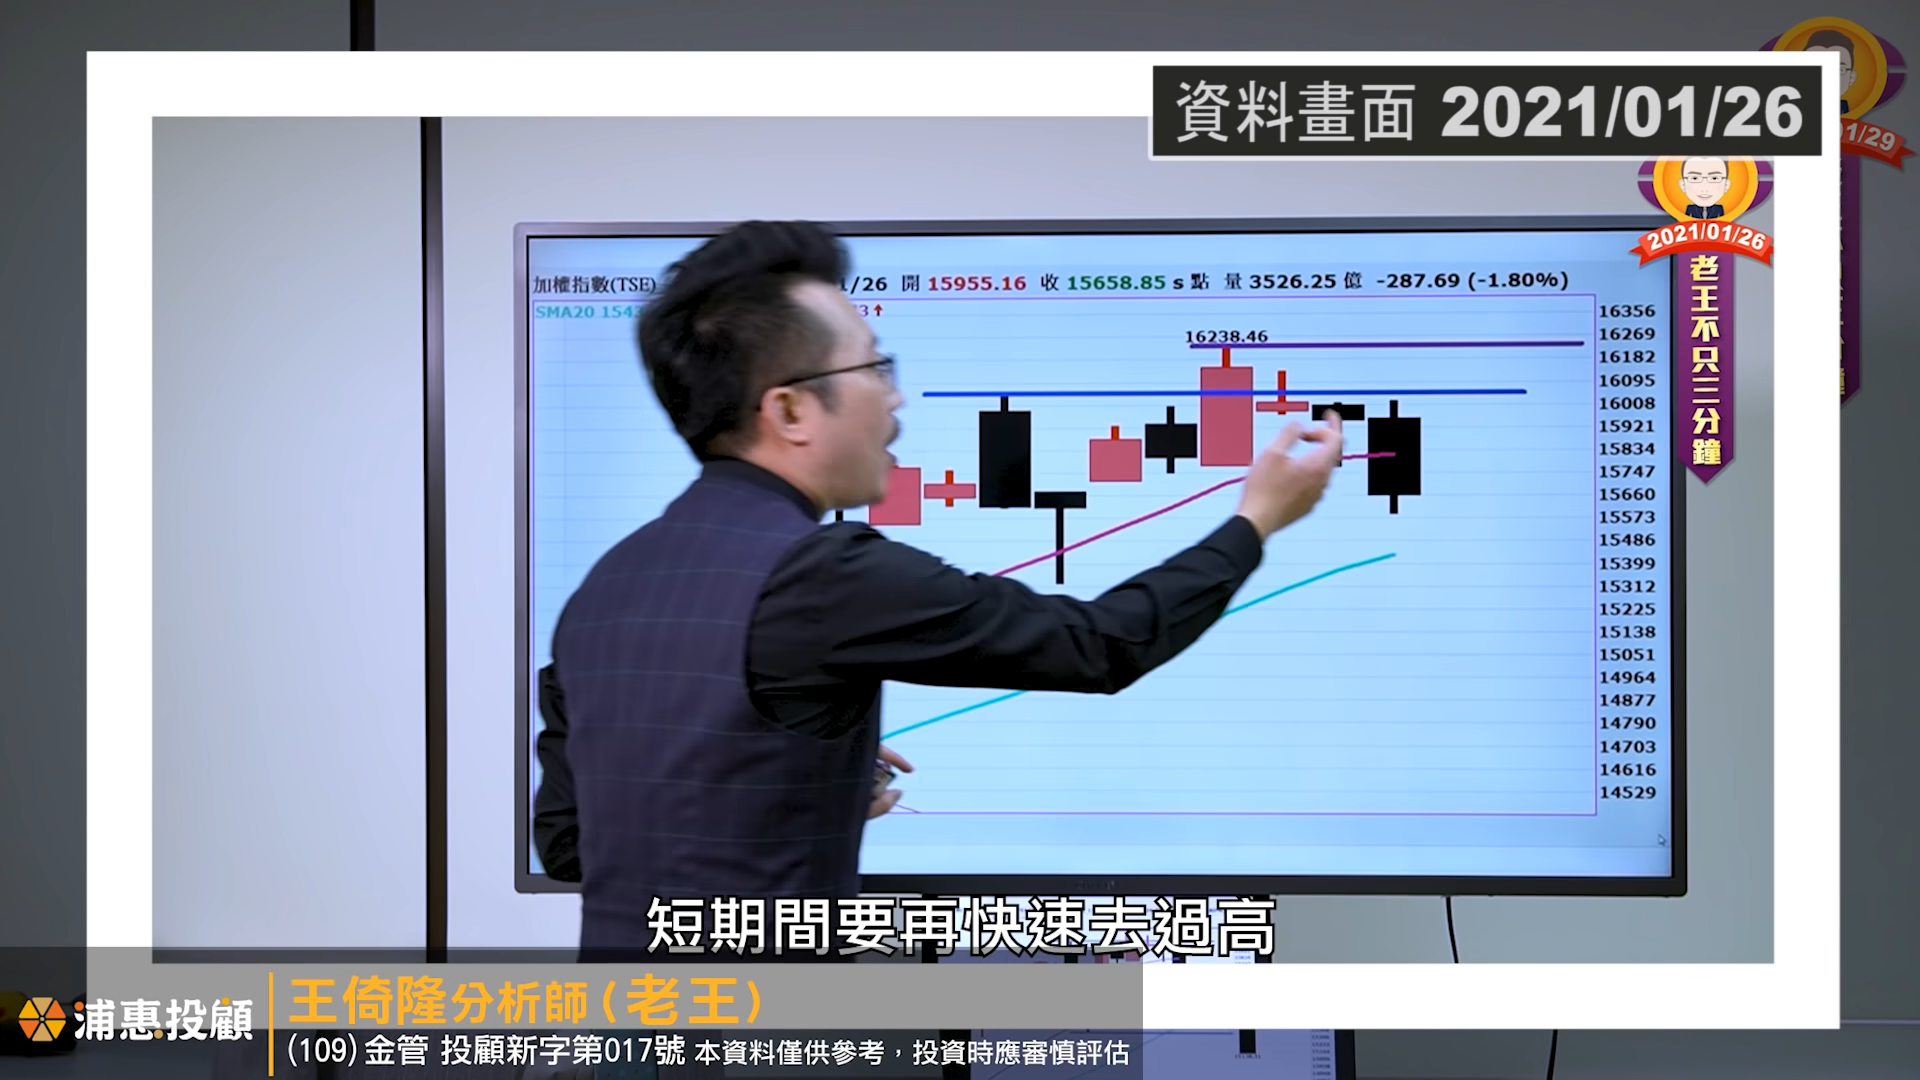 資料畫面 2021/01/26
1/29
2021/01/26
老王不只三分鐘
加權指數(TSE)
1/26 開 15955.16 收 15658.85 s 點 量 3526.25 億 -287.69 (-1.80%)
SMA20 1543
3↑
16238.46
16356
16269
16182
16095
16008
15921
15834
15747
15660
15573
15486
15399
15312
15225
15138
15051
14964
14877
14790
14703
14616
14529
短期間要再快速去過高
浦惠投顧
王倚隆分析師(老王)
(109) 金管 投顧新字第017號 本資料僅供參考，投資時應審慎評估